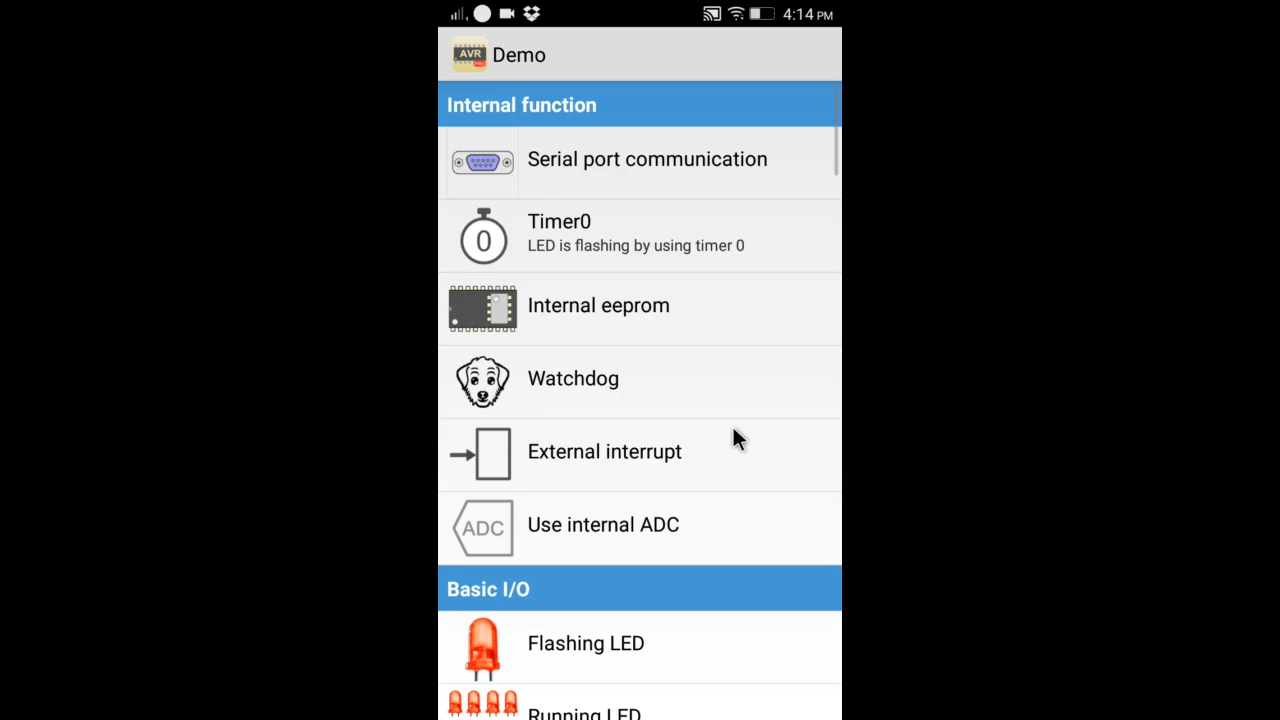 4:14 PM
AVR
Demo
Internal function
Serial port communication
0
Timer0
LED is flashing by using timer 0
Internal eeprom
Watchdog
External interrupt
ADC
Use internal ADC
Basic I/O
Flashing LED
Running LED